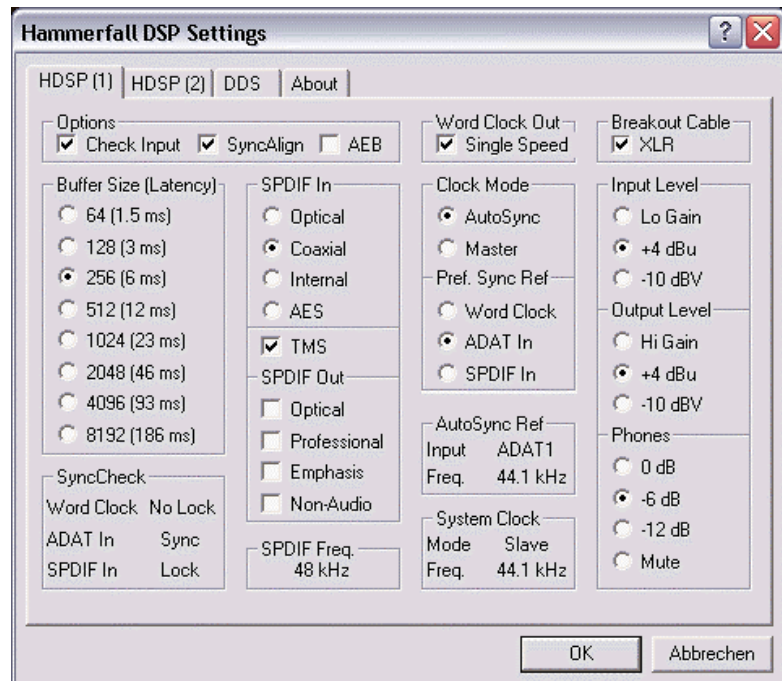 Hammerfall DSP Settings
HDSP (1)
HDSP (2)
DDS
About
Options
Check Input
SyncAlign
AEB
Word Clock Out
Single Speed
Breakout Cable
XLR
Buffer Size (Latency)
64 (1.5 ms)
128 (3 ms)
256 (6 ms)
512 (12 ms)
1024 (23 ms)
2048 (46 ms)
4096 (93 ms)
8192 (186 ms)
SyncCheck
Word Clock No Lock
ADAT In Sync
SPDIF In Lock
SPDIF In
Optical
Coaxial
Internal
AES
TMS
SPDIF Out
Optical
Professional
Emphasis
Non-Audio
SPDIF Freq.
48 kHz
Clock Mode
AutoSync
Master
Pref. Sync Ref
Word Clock
ADAT In
SPDIF In
AutoSync Ref
Input ADAT1
Freq. 44.1 kHz
System Clock
Mode Slave
Freq. 44.1 kHz
Input Level
Lo Gain
+4 dBu
-10 dBV
Output Level
Hi Gain
+4 dBu
-10 dBV
Phones
0 dB
-6 dB
-12 dB
Mute
OK
Abbrechen